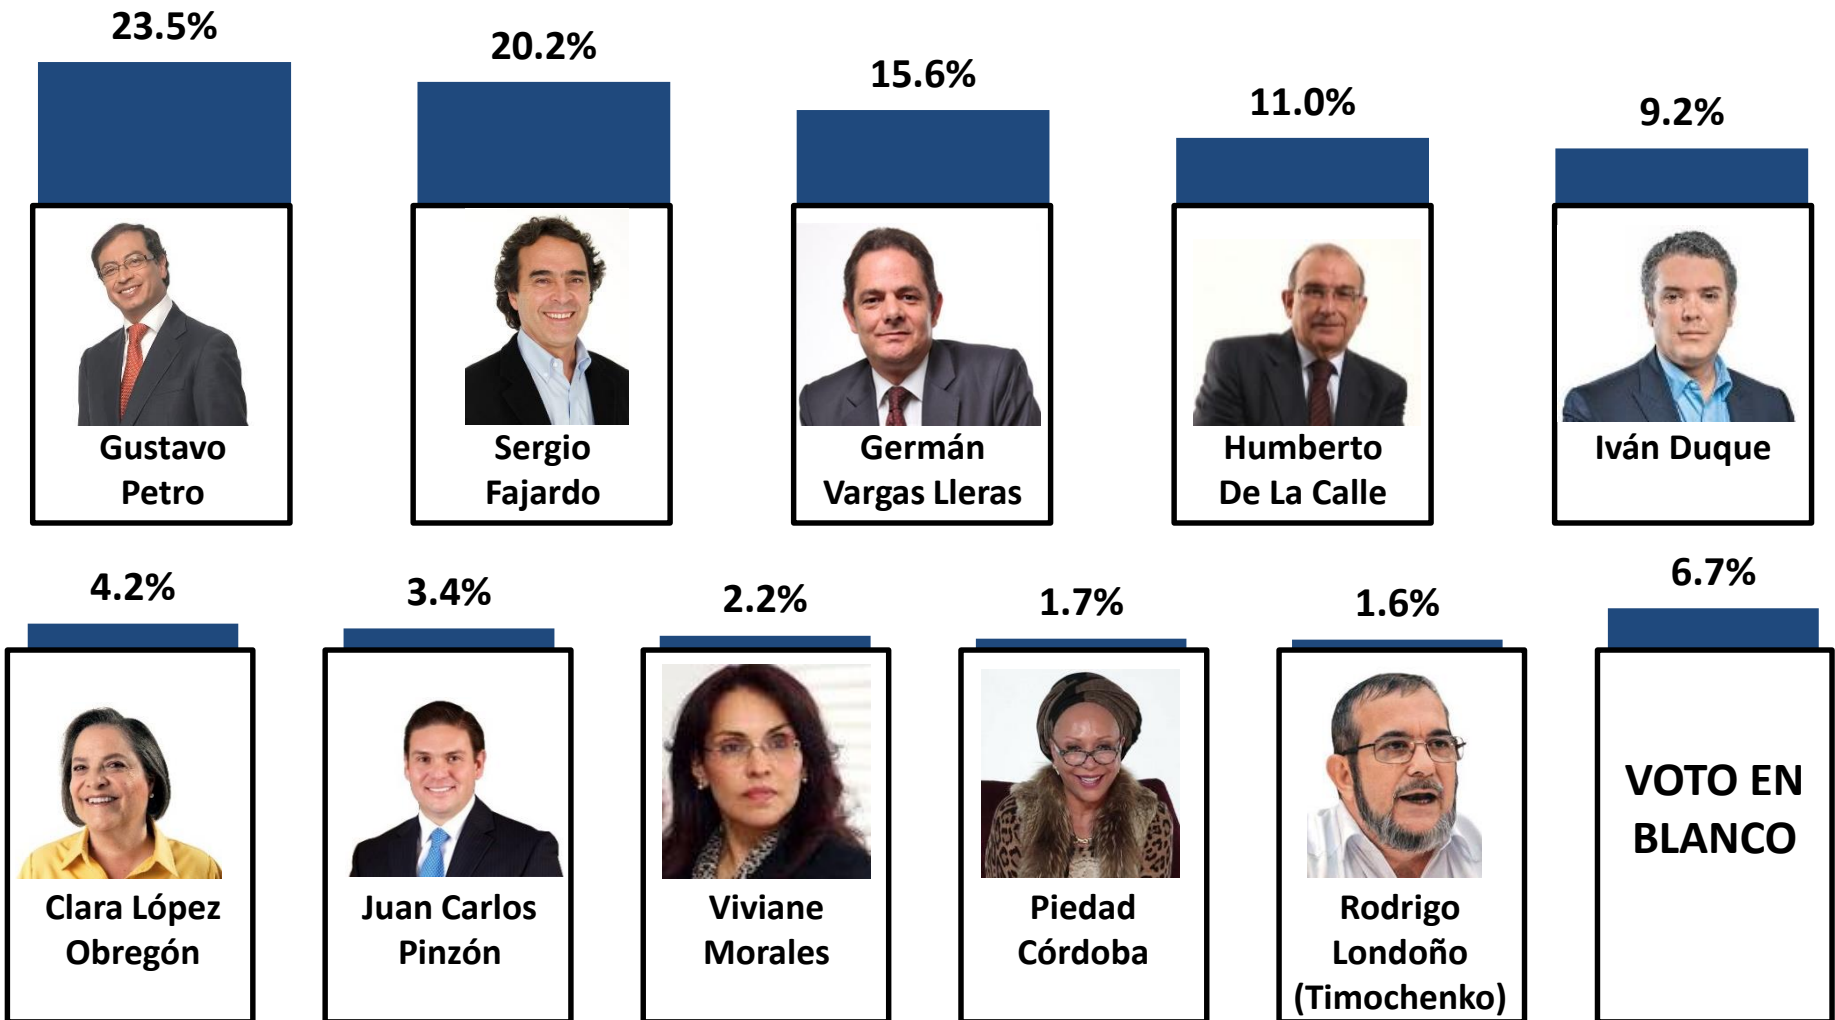 23.5%
20.2%
15.6%
11.0%
9.2%
Gustavo
Petro
Sergio
Fajardo
Germán
Vargas Lleras
Humberto
De La Calle
Iván Duque
4.2%
3.4%
2.2%
1.7%
1.6%
6.7%
Clara López
Obregón
Juan Carlos
Pinzón
Viviane
Morales
Piedad
Córdoba
Rodrigo
Londoño
(Timochenko)
VOTO EN
BLANCO